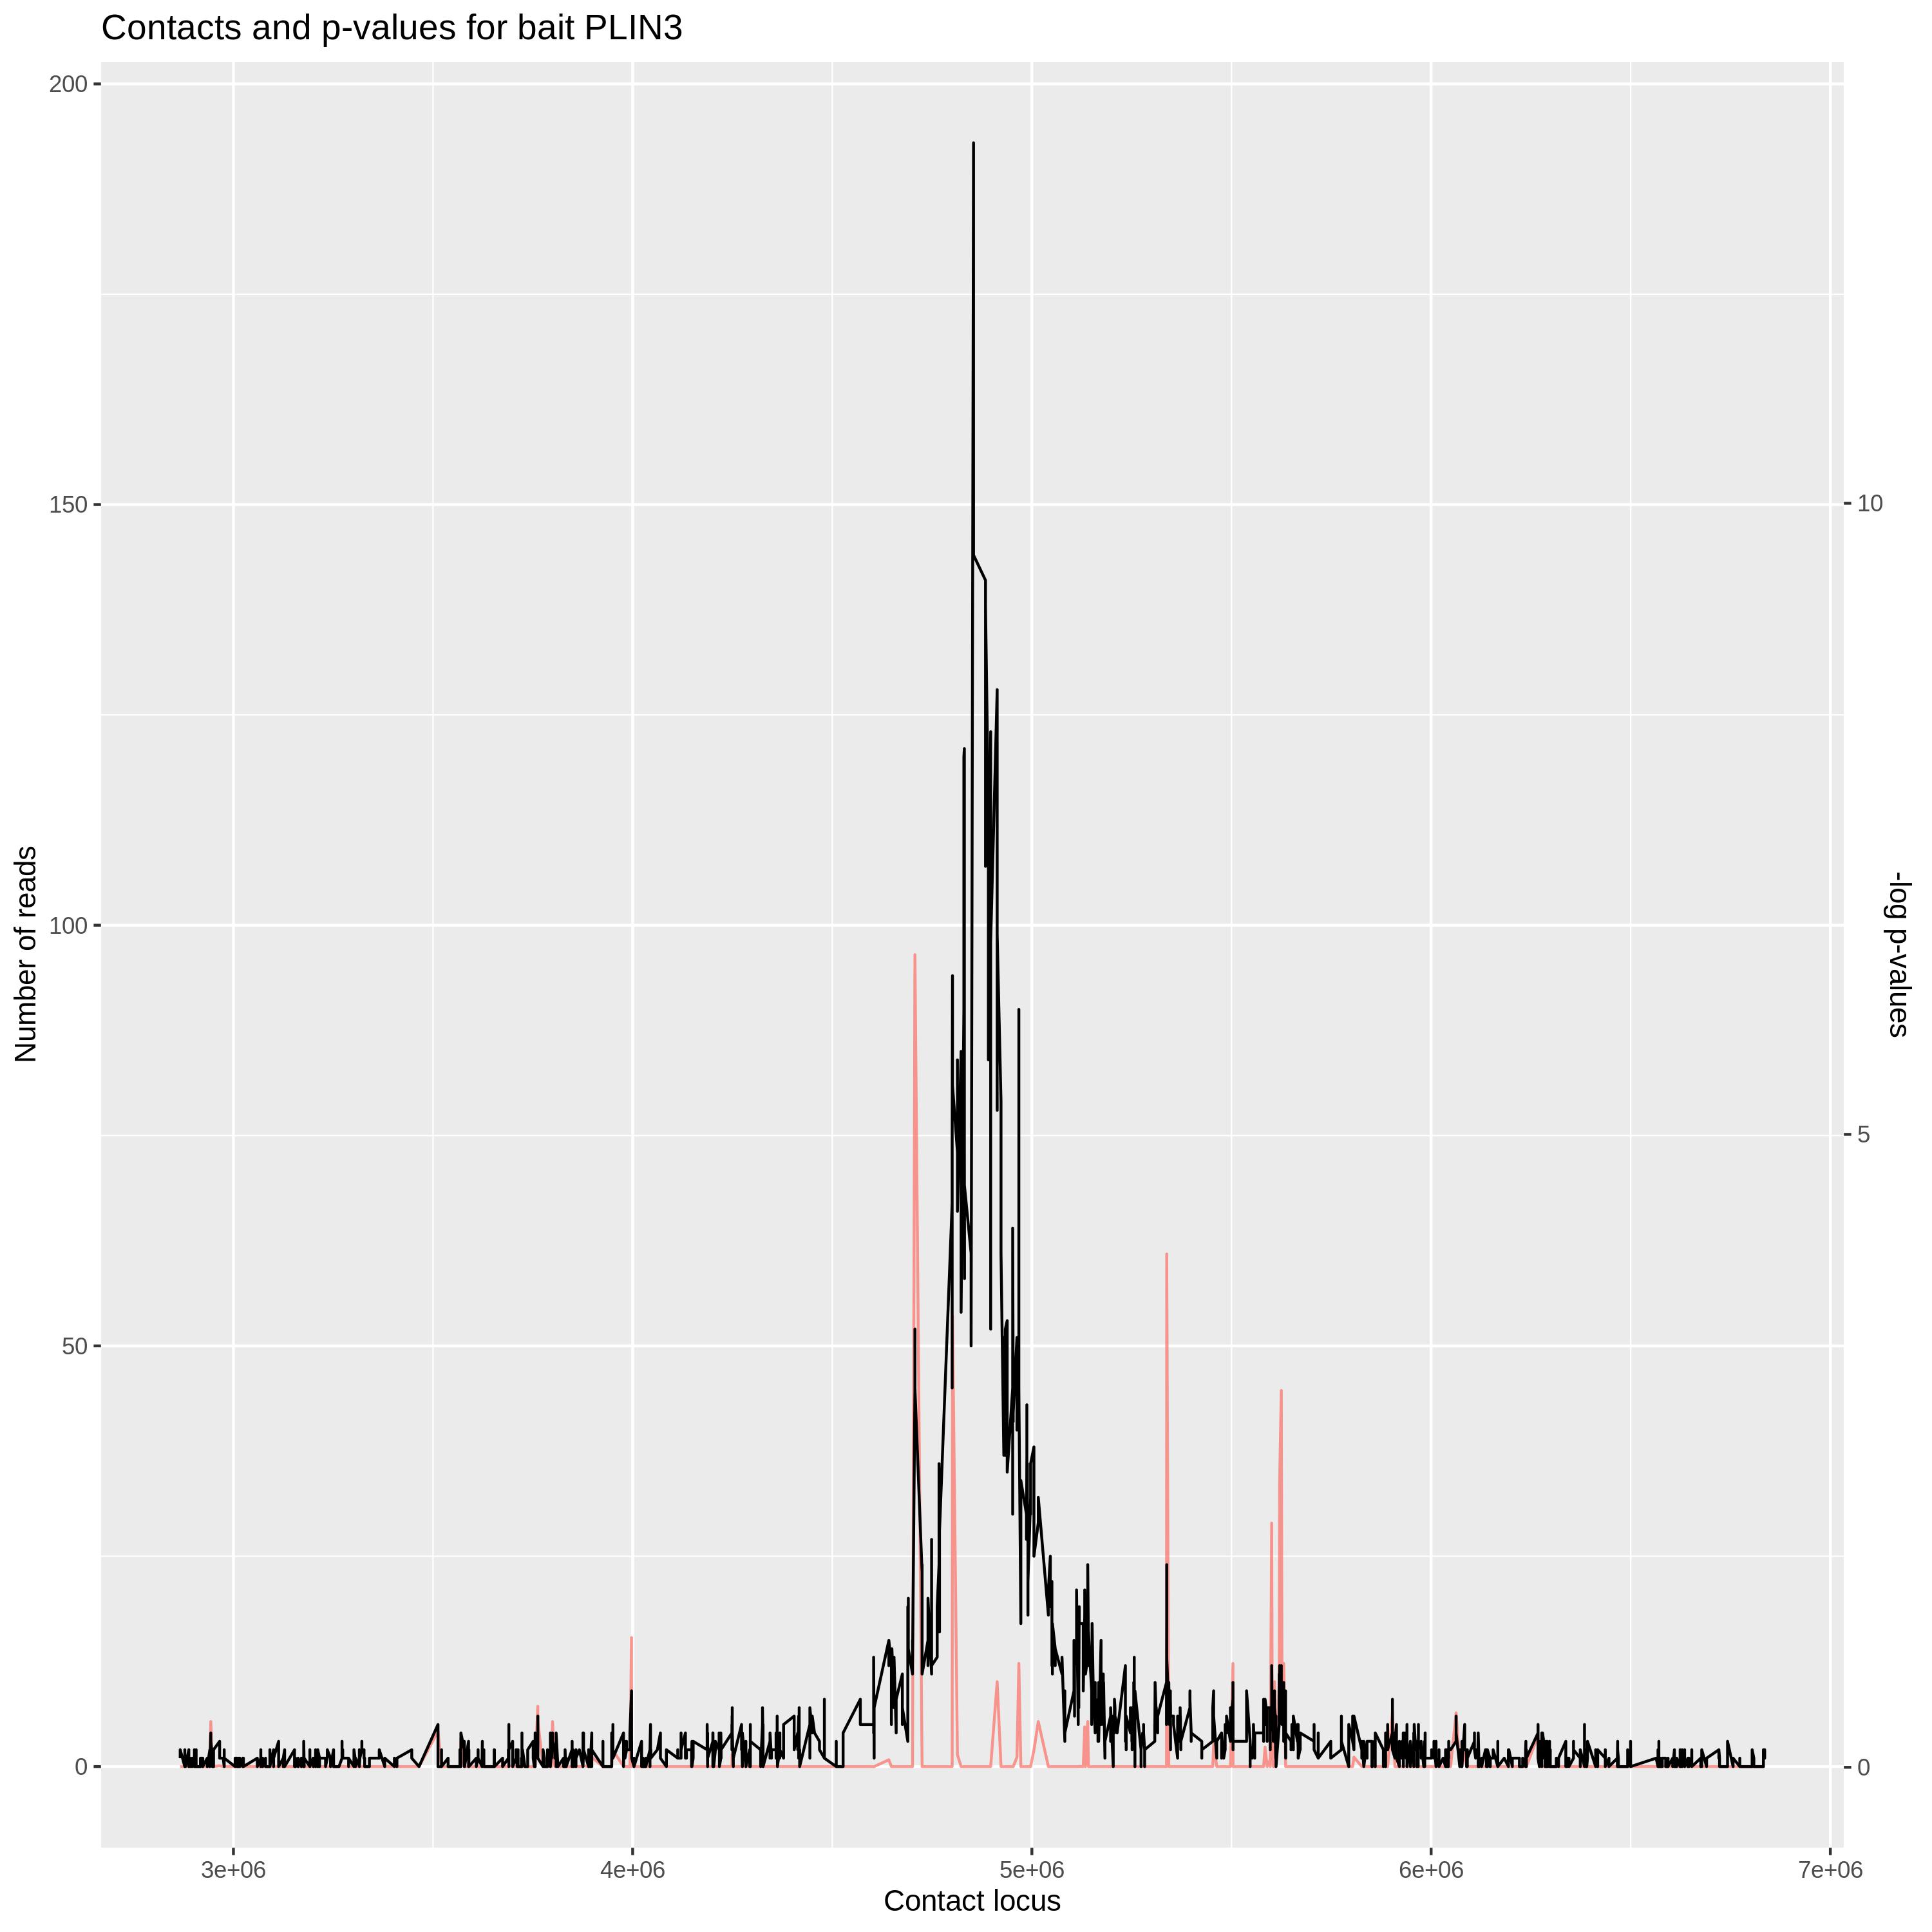 Contacts and p-values for bait PLIN3
200
150
100
50
0
Number of reads
10
5
0
-log p-values
3e+06
4e+06
5e+06
6e+06
7e+06
Contact locus